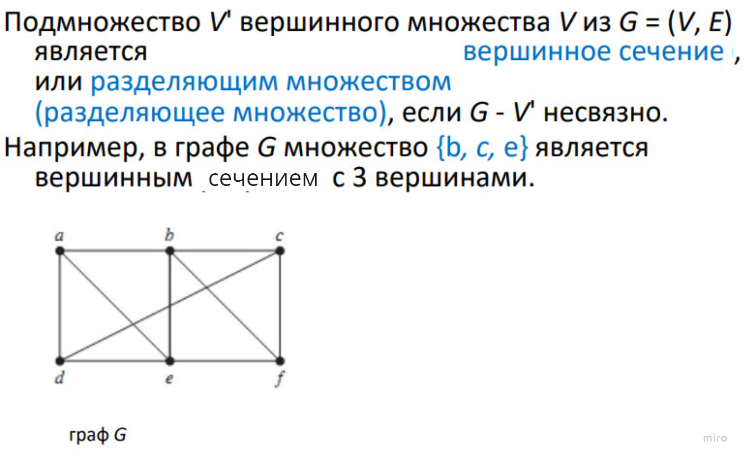 Подмножество V' вершинного множества V из G = (V, E)
является вершинное сечение ,
или разделяющим множеством
(разделяющее множество), если G - V' несвязно.
Например, в графе G множество {b, c, e} является
вершинным сечением с 3 вершинами.
a b c
d e f
граф G
miro